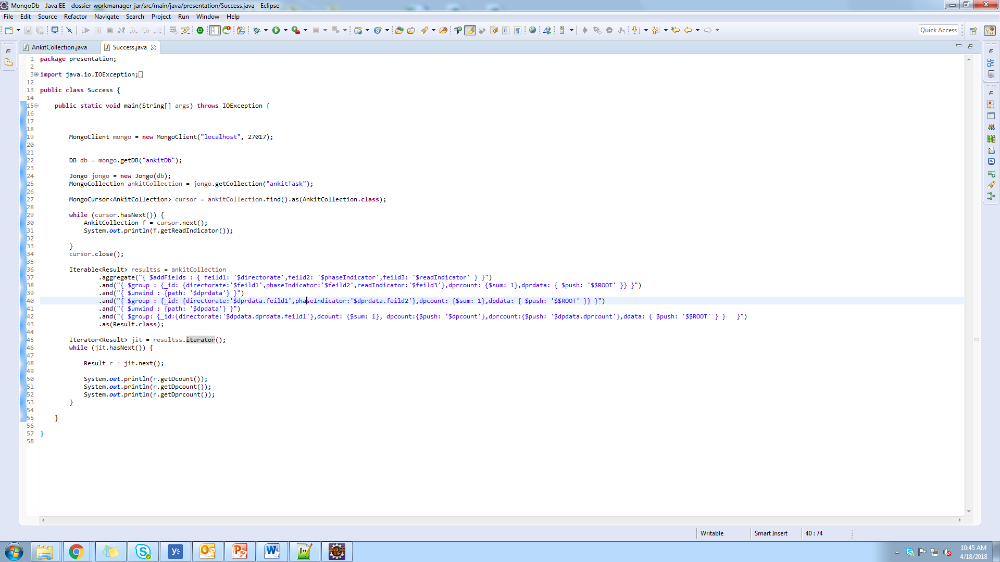 MongoDb - Java EE - dossier-workmanager-jar/src/main/java/presentation/Success.java - Eclipse
File Edit Source Refactor Navigate Search Project Run Window Help
Quick Access
AnkitCollection.java Success.java
1 package presentation;
2
3 import java.io.IOException;
12
13 public class Success {
14
15 public static void main(String[] args) throws IOException {
16
17
18
19 MongoClient mongo = new MongoClient("localhost", 27017);
20
21
22 DB db = mongo.getDB("ankitDb");
23
24 Jongo jongo = new Jongo(db);
25 MongoCollection ankitCollection = jongo.getCollection("ankitTask");
26
27 MongoCursor<AnkitCollection> cursor = ankitCollection.find().as(AnkitCollection.class);
28
29 while (cursor.hasNext()) {
30 AnkitCollection f = cursor.next();
31 System.out.println(f.getReadIndicator());
32
33 }
34 cursor.close();
35
36 Iterable<Result> resultss = ankitCollection
37 .aggregate("{ $addFields : { feild1: '$directorate',feild2: '$phaseIndicator',feild3: '$readIndicator' } }")
38 .and("{ $group : {_id: {directorate:'$feild1',phaseIndicator:'$feild2',readIndicator:'$feild3'},dprcount: {$sum: 1},dprdata: { $push: '$$ROOT' }} }")
39 .and("{ $unwind : {path: '$dprdata'} }")
40 .and("{ $group : {_id: {directorate:'$dprdata.feild1',phaseIndicator:'$dprdata.feild2'},dpcount: {$sum: 1},dpdata: { $push: '$$ROOT' }} }")
41 .and("{ $unwind : {path: '$dpdata'} }")
42 .and("{ $group: {_id:{directorate:'$dpdata.dprdata.feild1'},dcount: {$sum: 1}, dpcount:{$push: '$dpcount'},dprcount:{$push: '$dpdata.dprcount'},ddata: { $push: '$$ROOT' } }   }")
43 .as(Result.class);
44
45 Iterator<Result> jit = resultss.iterator();
46 while (jit.hasNext()) {
47
48 Result r = jit.next();
49
50 System.out.println(r.getDcount());
51 System.out.println(r.getDpcount());
52 System.out.println(r.getDprcount());
53 }
54
55 }
56
57 }
58
Writable Smart Insert 40 : 74
10:45 AM
4/18/2018